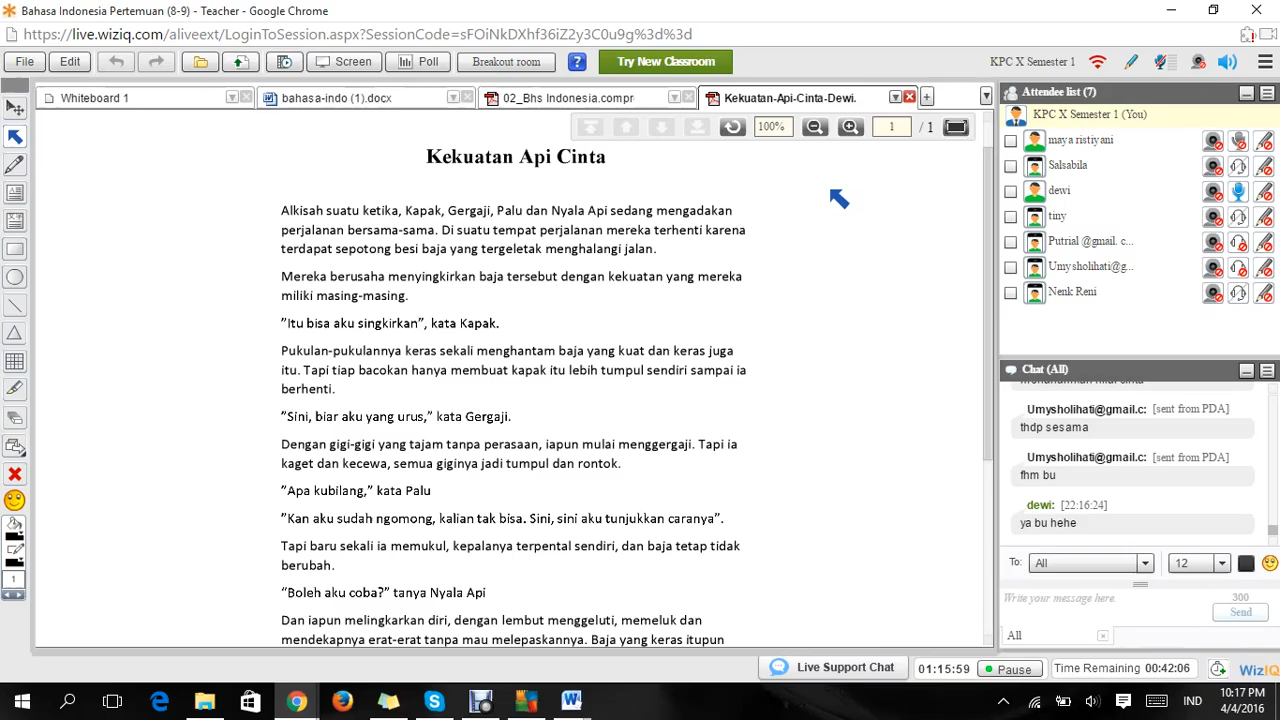 Bahasa Indonesia Pertemuan (8-9) - Teacher - Google Chrome
https://live.wiziq.com/aliveext/LoginToSession.aspx?SessionCode=sFOiNkDXhf36iZ2y3C0u9g%3d%3d
File Edit Screen Poll Breakout room ? Try New Classroom KPC X Semester 1
Whiteboard 1 bahasa-indo (1).docx 02_Bhs Indonesia.compr Kekuatan-Api-Cinta-Dewi.
100% 1 / 1
Kekuatan Api Cinta
Alkisah suatu ketika, Kapak, Gergaji, Palu dan Nyala Api sedang mengadakan
perjalanan bersama-sama. Di suatu tempat perjalanan mereka terhenti karena
terdapat sepotong besi baja yang tergeletak menghalangi jalan.
Mereka berusaha menyingkirkan baja tersebut dengan kekuatan yang mereka
miliki masing-masing.
”Itu bisa aku singkirkan”, kata Kapak.
Pukulan-pukulannya keras sekali menghantam baja yang kuat dan keras juga
itu. Tapi tiap bacokan hanya membuat kapak itu lebih tumpul sendiri sampai ia
berhenti.
”Sini, biar aku yang urus,” kata Gergaji.
Dengan gigi-gigi yang tajam tanpa perasaan, iapun mulai menggergaji. Tapi ia
kaget dan kecewa, semua giginya jadi tumpul dan rontok.
”Apa kubilang,” kata Palu
”Kan aku sudah ngomong, kalian tak bisa. Sini, sini aku tunjukkan caranya”.
Tapi baru sekali ia memukul, kepalanya terpental sendiri, dan baja tetap tidak
berubah.
“Boleh aku coba?” tanya Nyala Api
Dan iapun melingkarkan diri, dengan lembut menggeluti, memeluk dan
mendekapnya erat-erat tanpa mau melepaskannya. Baja yang keras itupun
1
Attendee list (7)
KPC X Semester 1 (You)
maya ristiyani
Salsabila
dewi
tiny
Putrial @gmail. c...
Umysholihati@g...
Nenk Reni
Chat (All)
Umysholihati@gmail.c: [sent from PDA]
thdp sesama
Umysholihati@gmail.c: [sent from PDA]
fhm bu
dewi: [22:16:24]
ya bu hehe
To: All 12
Write your message here. 300
Send
All
Live Support Chat 01:15:59 Pause Time Remaining 00:42:06 WizIQ
IND 10:17 PM
4/4/2016